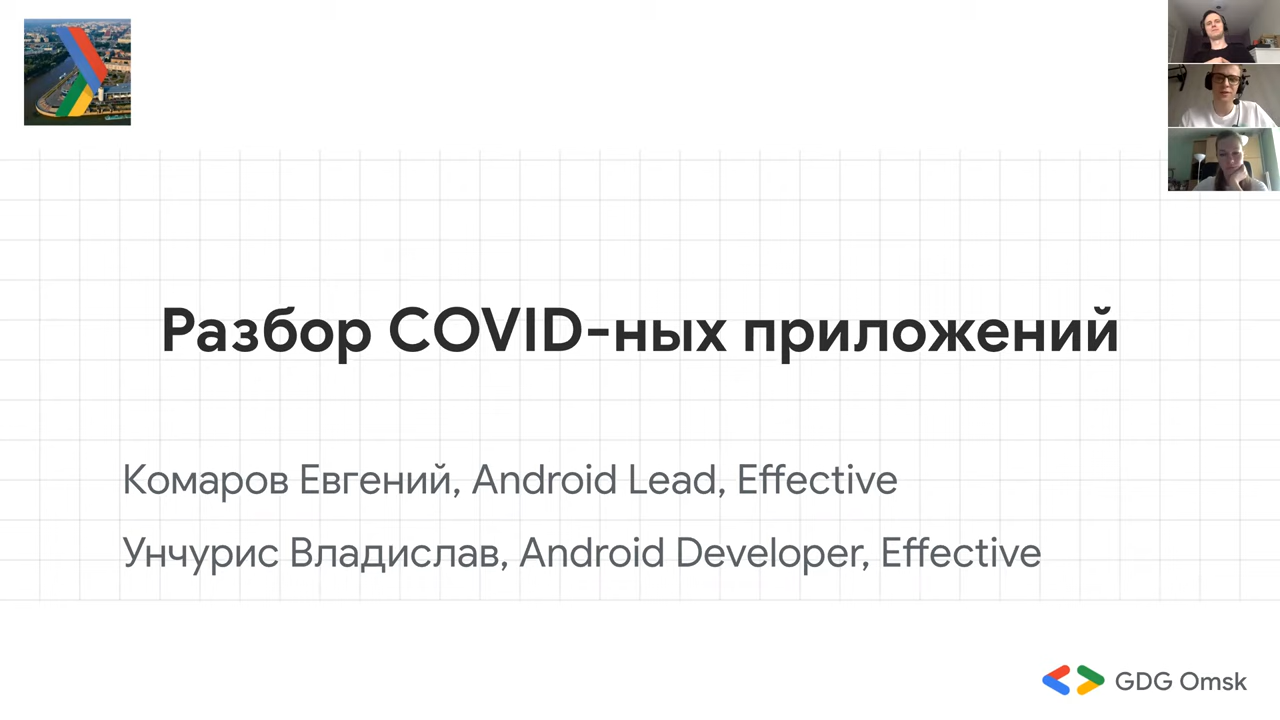 Разбор COVID-ных приложений
Комаров Евгений, Android Lead, Effective
Унчурис Владислав, Android Developer, Effective
GDG Omsk